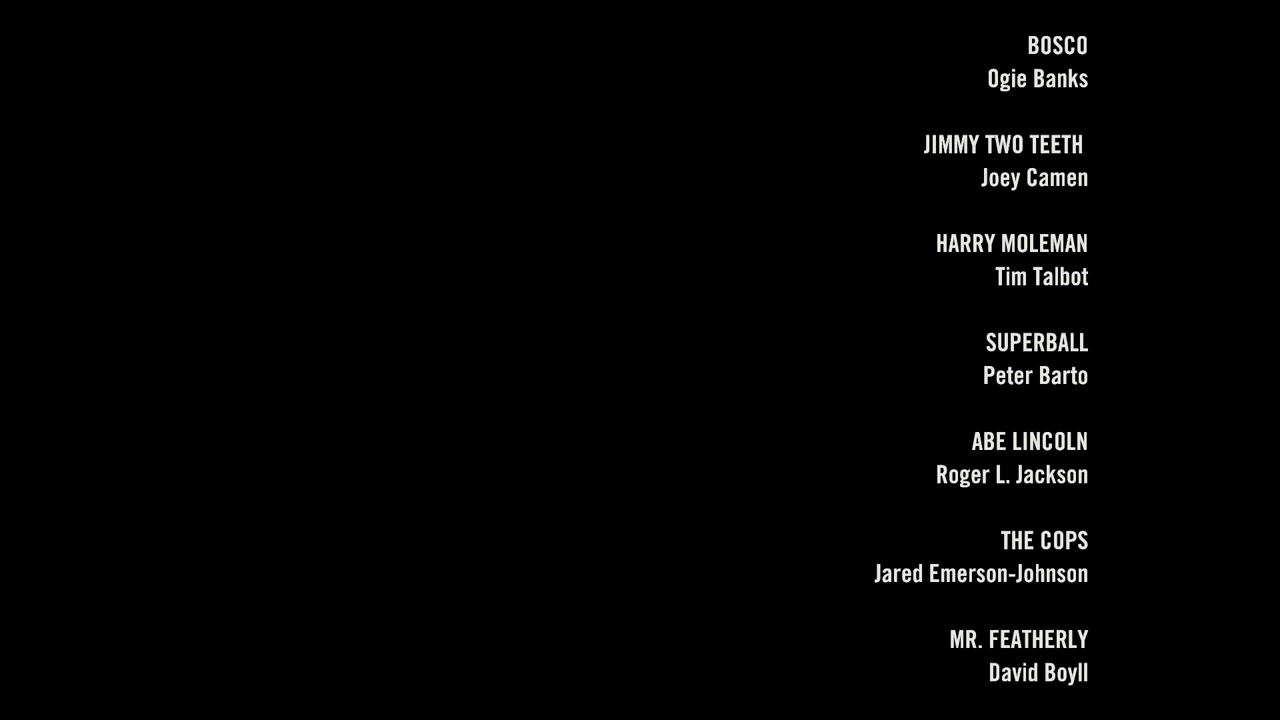 BOSCO
Ogie Banks
JIMMY TWO TEETH
Joey Camen
HARRY MOLEMAN
Tim Talbot
SUPERBALL
Peter Barto
ABE LINCOLN
Roger L. Jackson
THE COPS
Jared Emerson-Johnson
MR. FEATHERLY
David Boyll